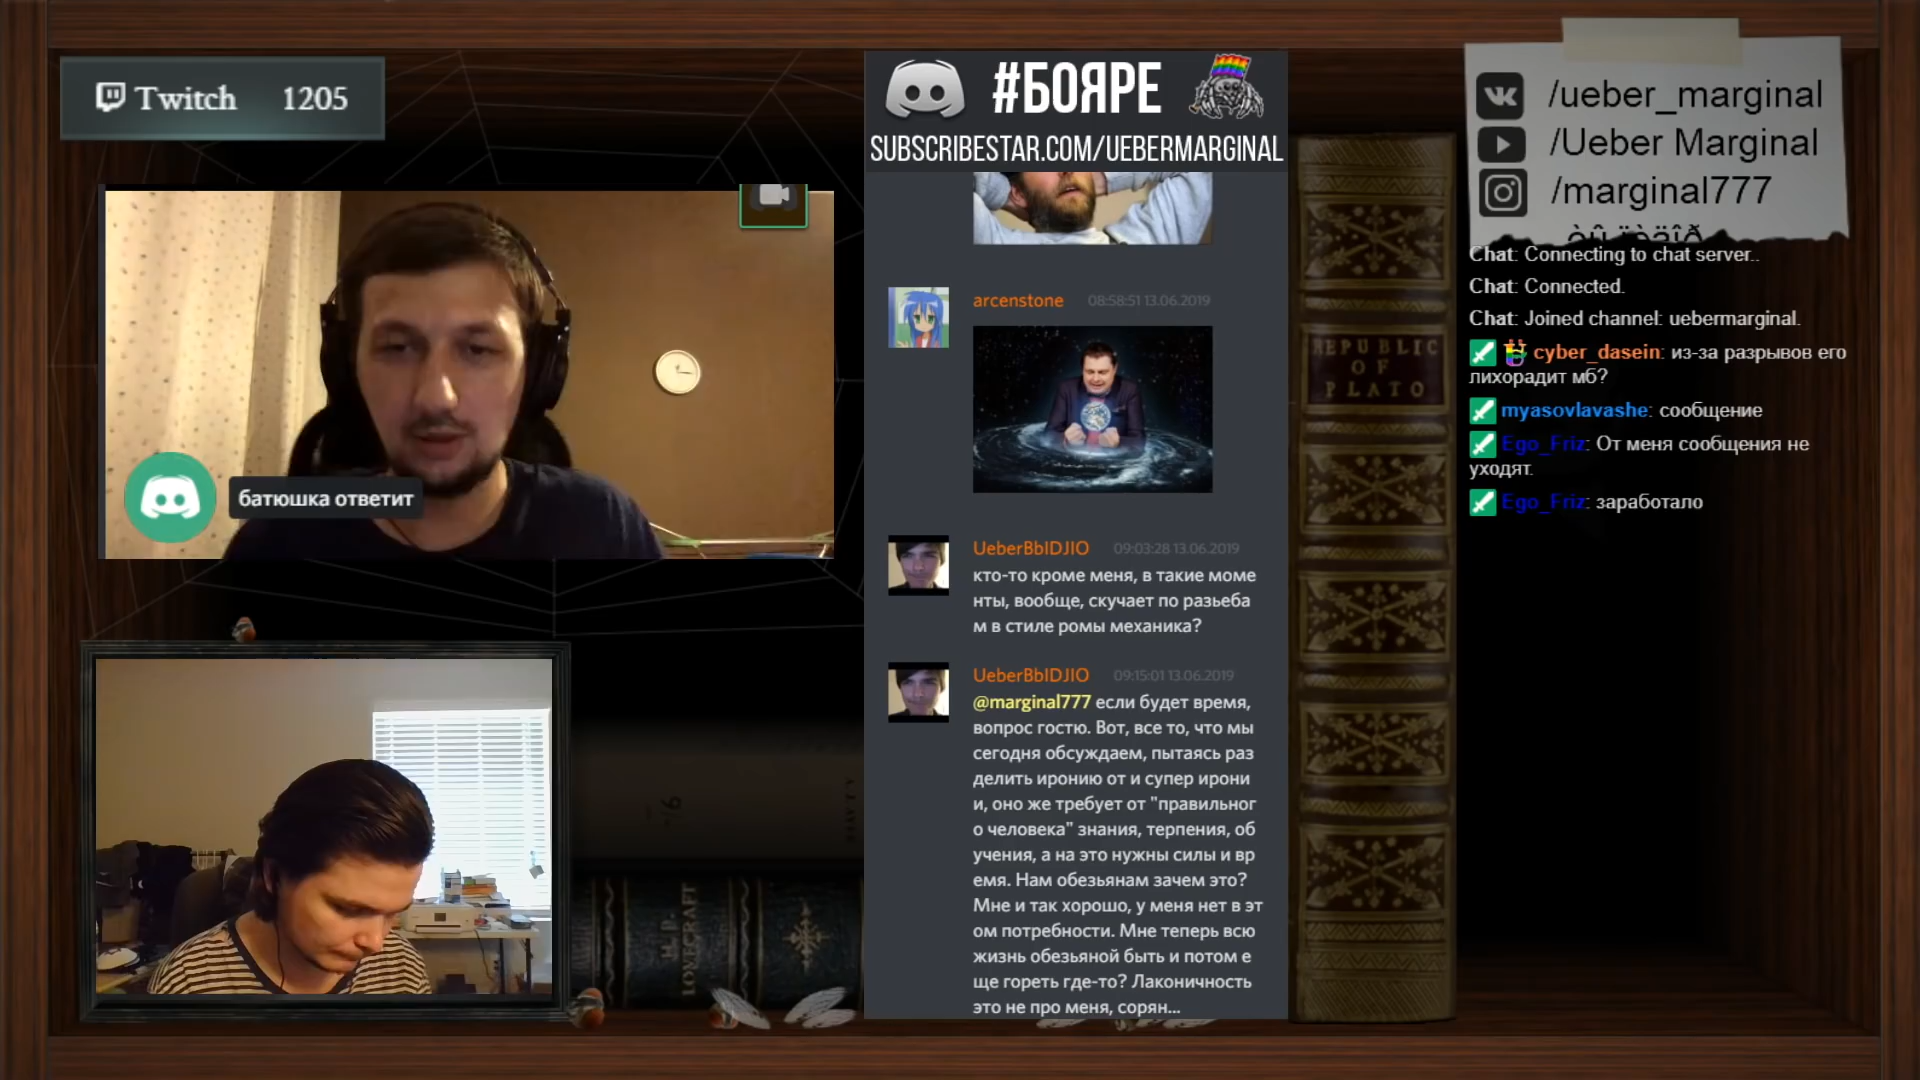 Twitch 1205
батюшка ответит
H. P.
LOVECRAFT
#БОЯРЕ
SUBSCRIBESTAR.COM/UEBERMARGINAL
arcenstone 08:58:51 13.06.2019
UeberBbIDJIO 09:03:28 13.06.2019
кто-то кроме меня, в такие моме
нты, вообще, скучает по разьеба
м в стиле ромы механика?
UeberBbIDJIO 09:15:01 13.06.2019
@marginal777 если будет время,
вопрос гостю. Вот, все то, что мы
сегодня обсуждаем, пытаясь раз
делить иронию от и супер ирони
и, оно же требует от "правильног
о человека" знания, терпения, об
учения, а на это нужны силы и вр
емя. Нам обезьянам зачем это?
Мне и так хорошо, у меня нет в эт
ом потребности. Мне теперь всю
жизнь обезьяной быть и потом е
ще гореть где-то? Лаконичность
это не про меня, сорян...
REPUBLIC
OF
PLATO
/ueber_marginal
/Ueber Marginal
/marginal777
Chat: Connecting to chat server..
Chat: Connected.
Chat: Joined channel: uebermarginal.
cyber_dasein: из-за разрывов его
лихорадит мб?
myasovlavashe: сообщение
Ego_Friz: От меня сообщения не
уходят.
Ego_Friz: заработало